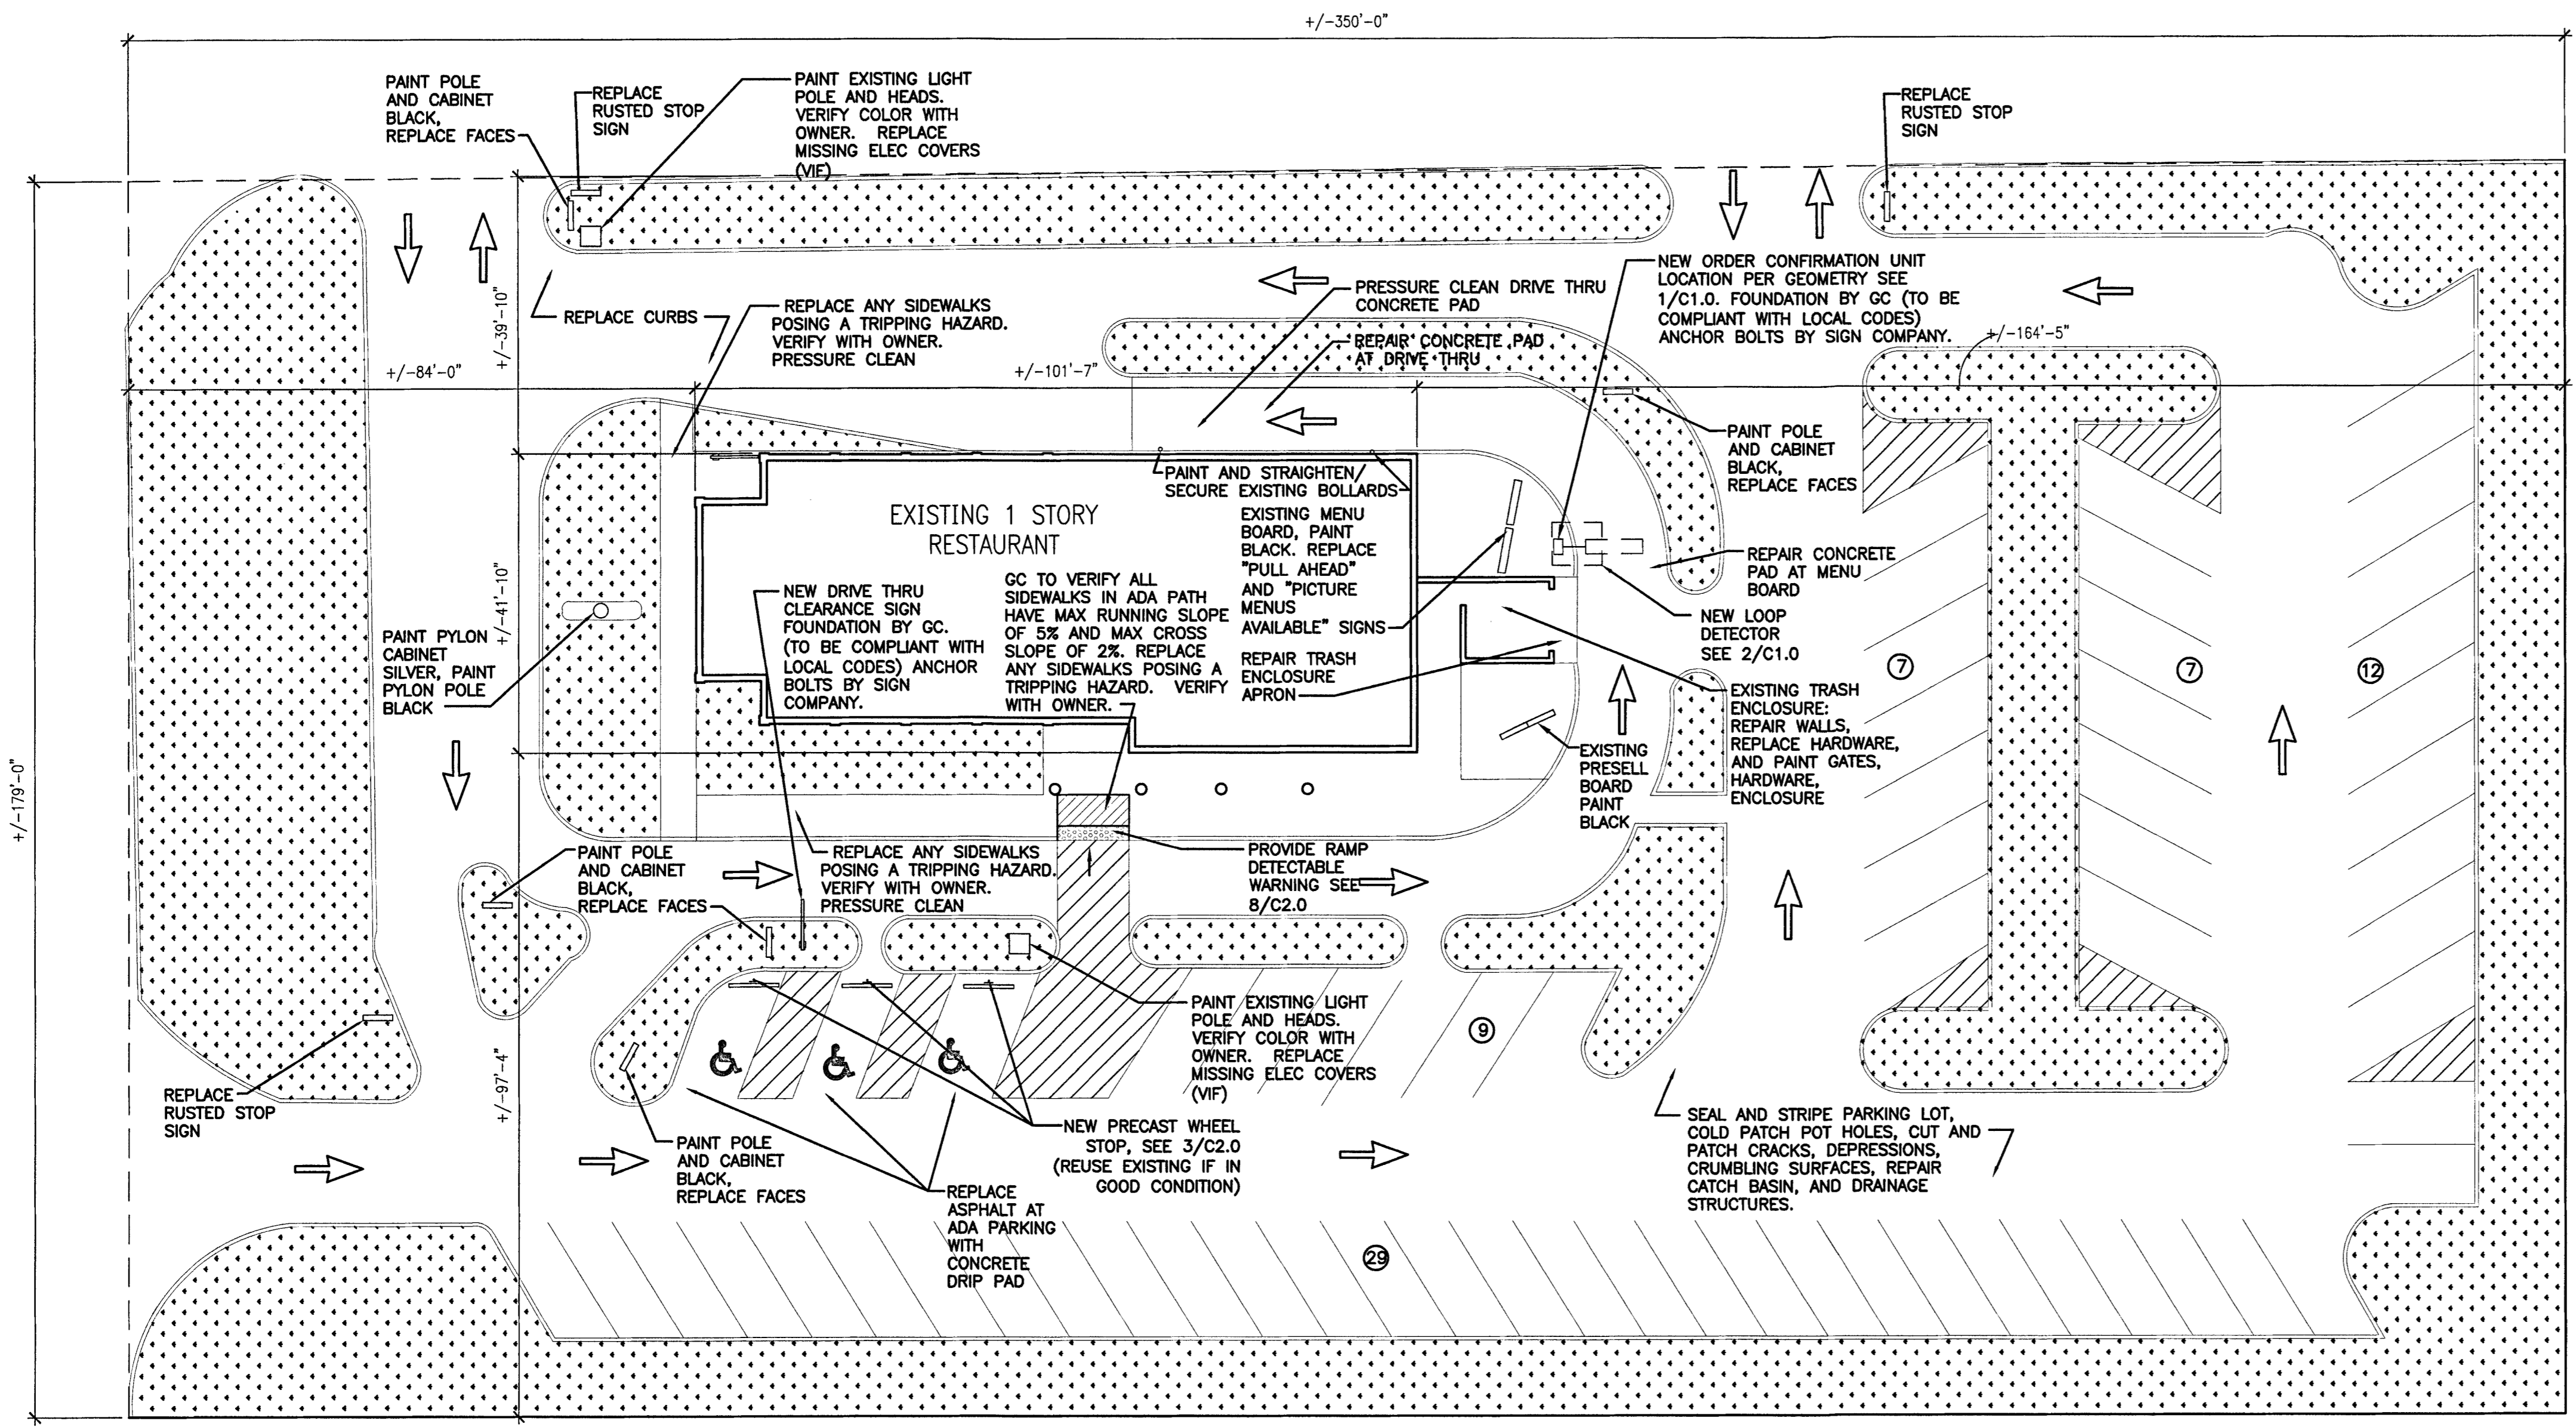 +/-350'-0"
PAINT POLE
AND CABINET
BLACK,
REPLACE FACES
REPLACE
RUSTED STOP
SIGN
PAINT EXISTING LIGHT
POLE AND HEADS.
VERIFY COLOR WITH
OWNER. REPLACE
MISSING ELEC COVERS
(VIF)
REPLACE
RUSTED STOP
SIGN
+/-39'-10"
REPLACE CURBS
REPLACE ANY SIDEWALKS
POSING A TRIPPING HAZARD.
VERIFY WITH OWNER.
PRESSURE CLEAN
PRESSURE CLEAN DRIVE THRU
CONCRETE PAD
REPAIR CONCRETE PAD
AT DRIVE THRU
NEW ORDER CONFIRMATION UNIT
LOCATION PER GEOMETRY SEE
1/C1.0. FOUNDATION BY GC (TO BE
COMPLIANT WITH LOCAL CODES)
ANCHOR BOLTS BY SIGN COMPANY.
+/-84'-0"
+/-101'-7"
+/-164'-5"
PAINT POLE
AND CABINET
BLACK,
REPLACE FACES
PAINT AND STRAIGHTEN/
SECURE EXISTING BOLLARDS
EXISTING 1 STORY
RESTAURANT
EXISTING MENU
BOARD, PAINT
BLACK. REPLACE
"PULL AHEAD"
AND "PICTURE
MENUS
AVAILABLE" SIGNS
REPAIR CONCRETE
PAD AT MENU
BOARD
+/-41'-10"
NEW DRIVE THRU
CLEARANCE SIGN
FOUNDATION BY GC.
(TO BE COMPLIANT WITH
LOCAL CODES) ANCHOR
BOLTS BY SIGN
COMPANY.
GC TO VERIFY ALL
SIDEWALKS IN ADA PATH
HAVE MAX RUNNING SLOPE
OF 5% AND MAX CROSS
SLOPE OF 2%. REPLACE
ANY SIDEWALKS POSING A
TRIPPING HAZARD. VERIFY
WITH OWNER.
REPAIR TRASH
ENCLOSURE
APRON
NEW LOOP
DETECTOR
SEE 2/C1.0
PAINT PYLON
CABINET
SILVER, PAINT
PYLON POLE
BLACK
7
7
12
EXISTING TRASH
ENCLOSURE:
REPAIR WALLS,
REPLACE HARDWARE,
AND PAINT GATES,
HARDWARE,
ENCLOSURE
EXISTING
PRESELL
BOARD
PAINT
BLACK
+/-179'-0"
PAINT POLE
AND CABINET
BLACK,
REPLACE FACES
REPLACE ANY SIDEWALKS
POSING A TRIPPING HAZARD.
VERIFY WITH OWNER.
PRESSURE CLEAN
PROVIDE RAMP
DETECTABLE
WARNING SEE
8/C2.0
PAINT EXISTING LIGHT
POLE AND HEADS.
VERIFY COLOR WITH
OWNER. REPLACE
MISSING ELEC COVERS
(VIF)
9
+/-97'-4"
REPLACE
RUSTED STOP
SIGN
PAINT POLE
AND CABINET
BLACK,
REPLACE FACES
NEW PRECAST WHEEL
STOP, SEE 3/C2.0
(REUSE EXISTING IF IN
GOOD CONDITION)
SEAL AND STRIPE PARKING LOT,
COLD PATCH POT HOLES, CUT AND
PATCH CRACKS, DEPRESSIONS,
CRUMBLING SURFACES, REPAIR
CATCH BASIN, AND DRAINAGE
STRUCTURES.
REPLACE
ASPHALT AT
ADA PARKING
WITH
CONCRETE
DRIP PAD
29